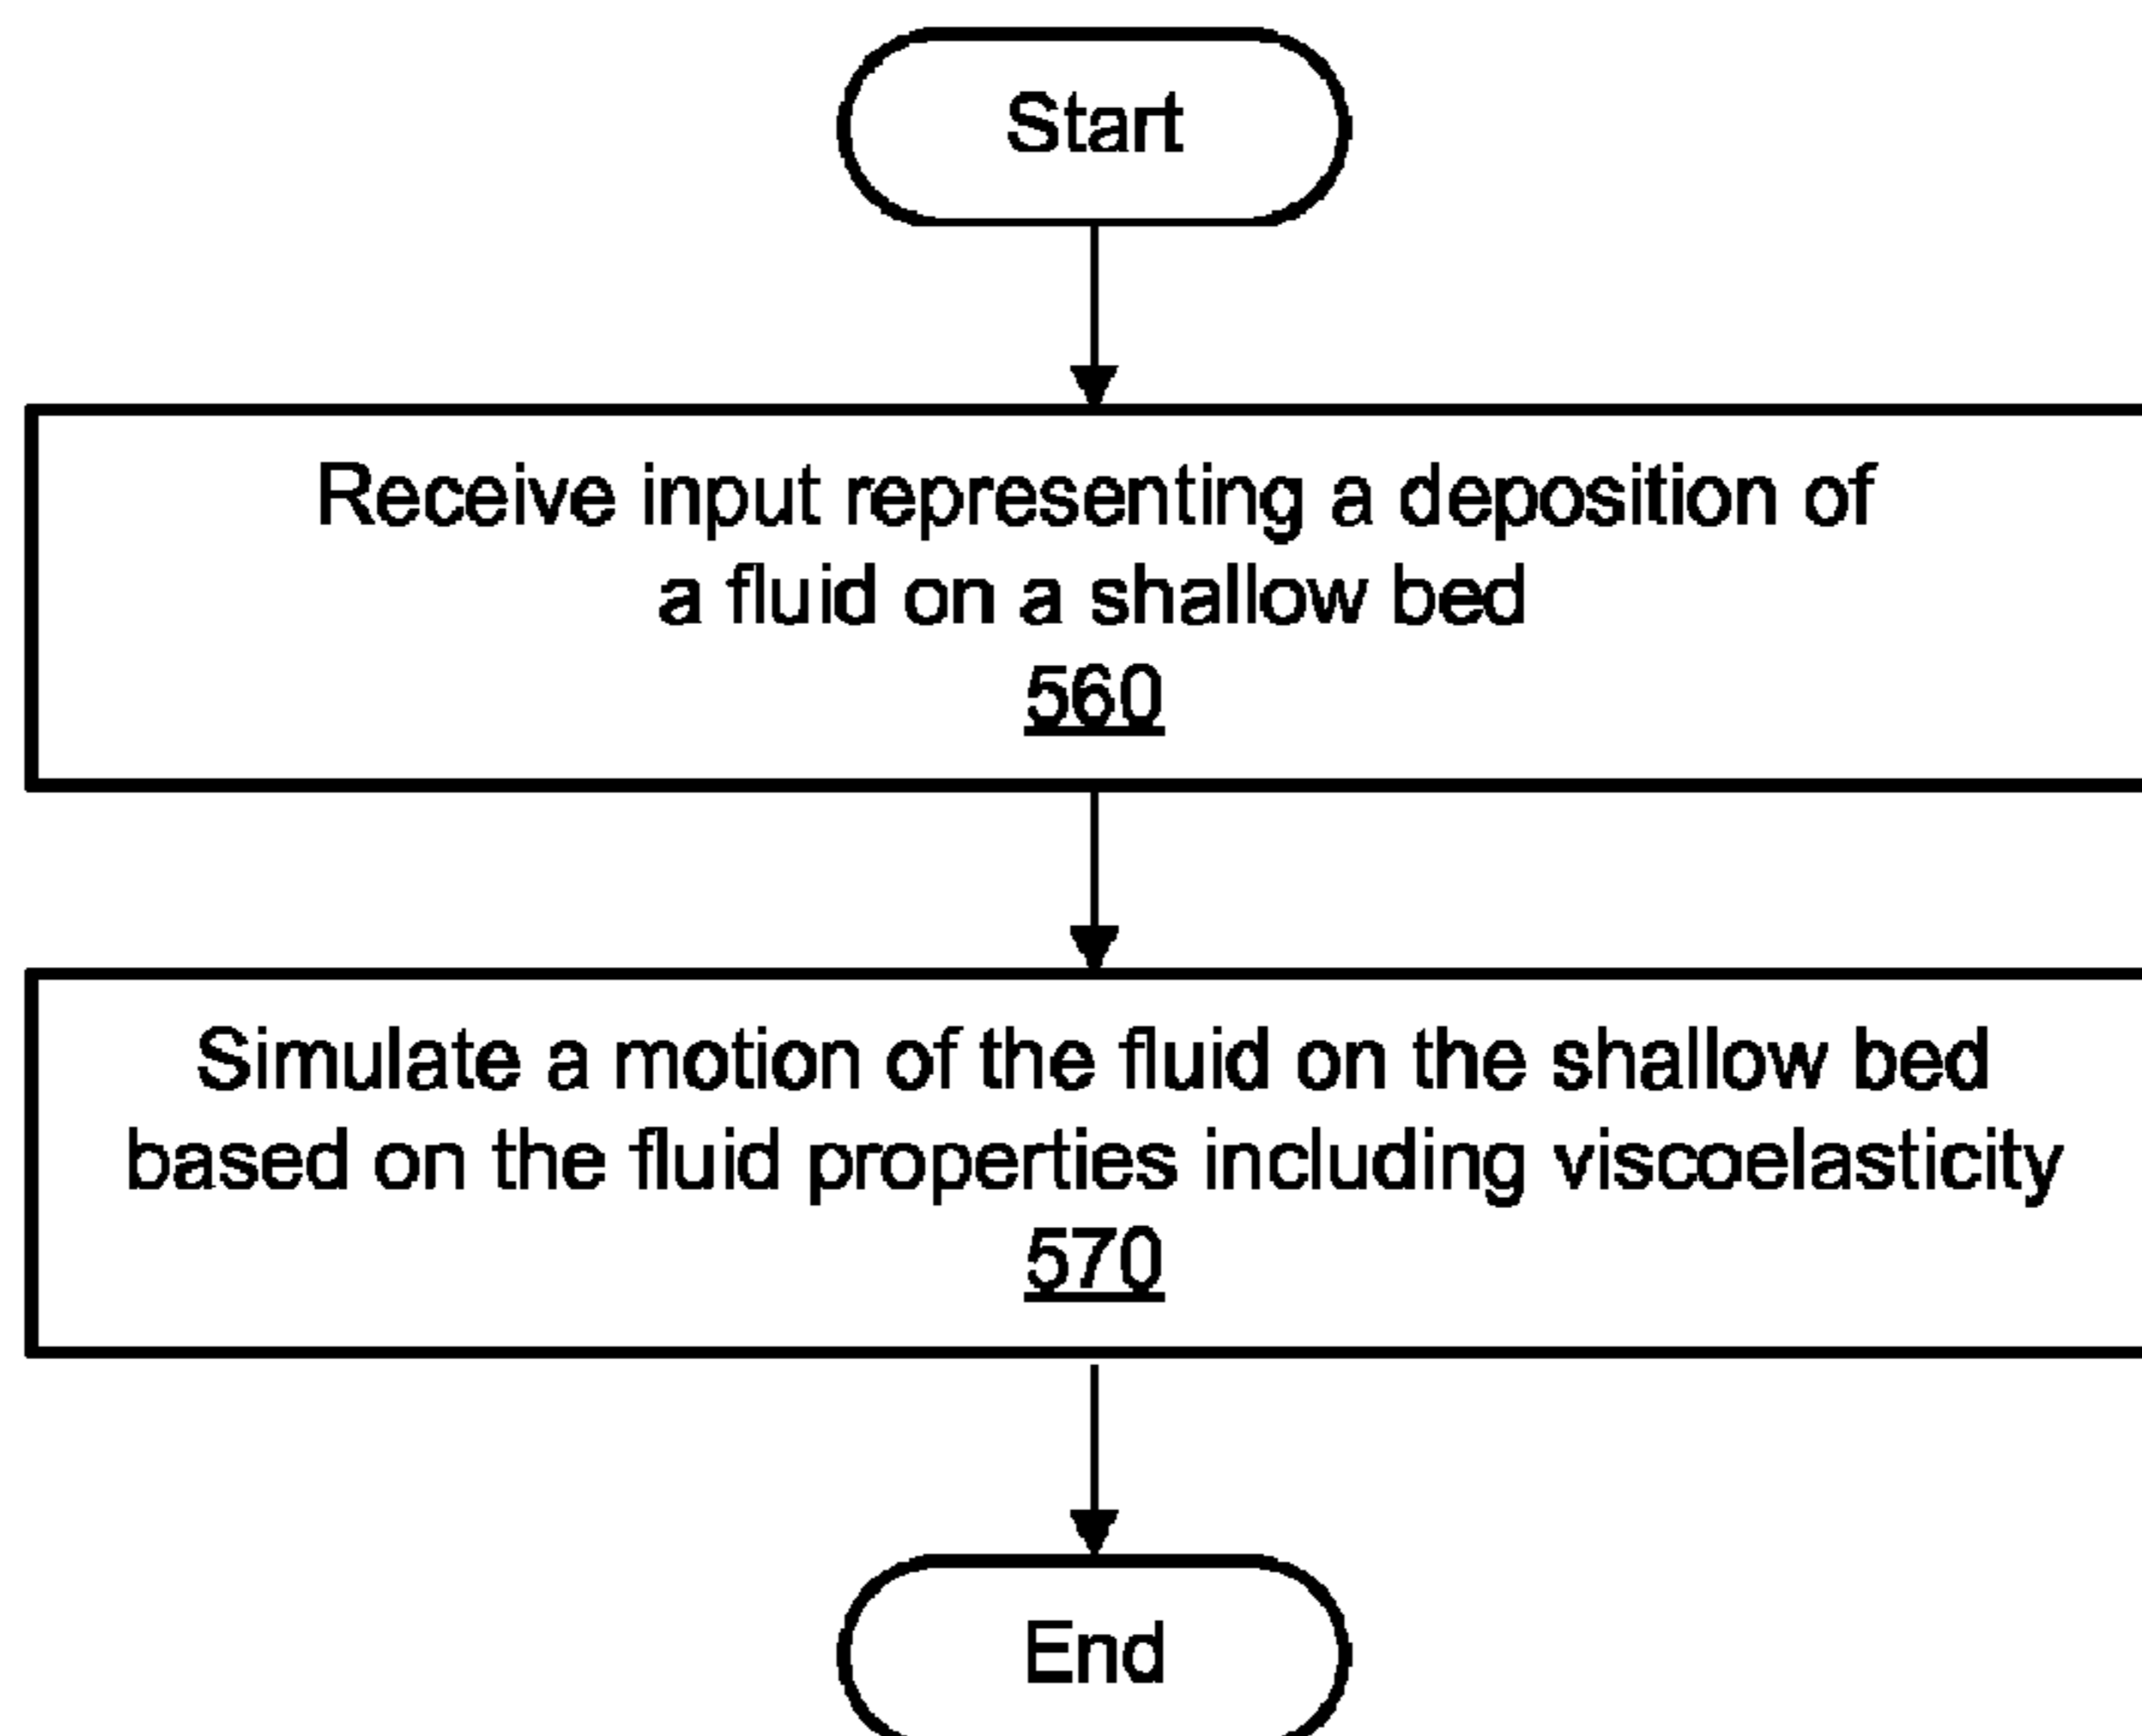 Start
Receive input representing a deposition of
a fluid on a shallow bed
560
Simulate a motion of the fluid on the shallow bed
based on the fluid properties including viscoelasticity
570
End